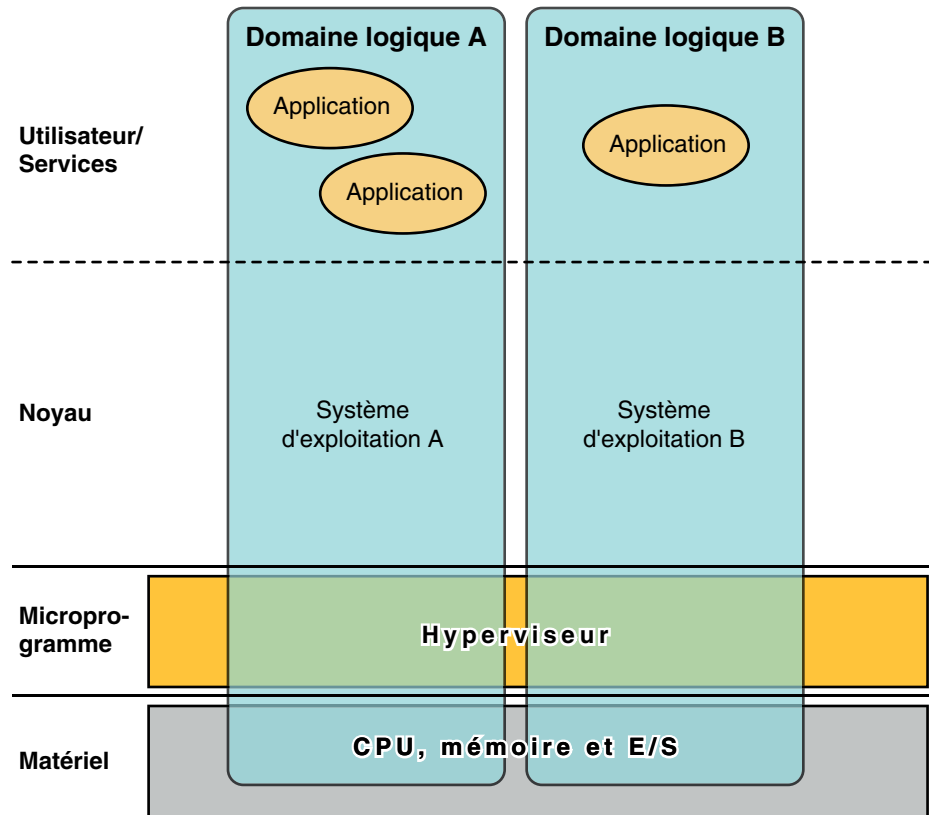 Domaine logique A
Domaine logique B
Application
Application
Application
Utilisateur/
Services
Noyau
Système
d'exploitation A
Système
d'exploitation B
Micropro-
gramme
Hyperviseur
Matériel
CPU, mémoire et E/S